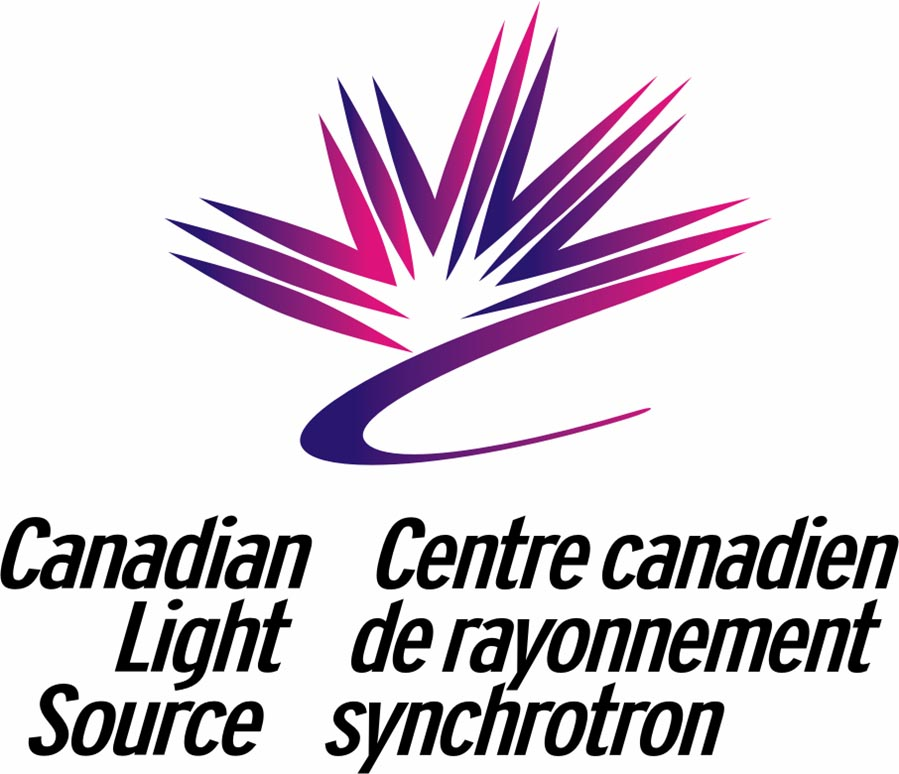 Canadian
Light
Source
Centre canadien
de rayonnement
synchrotron